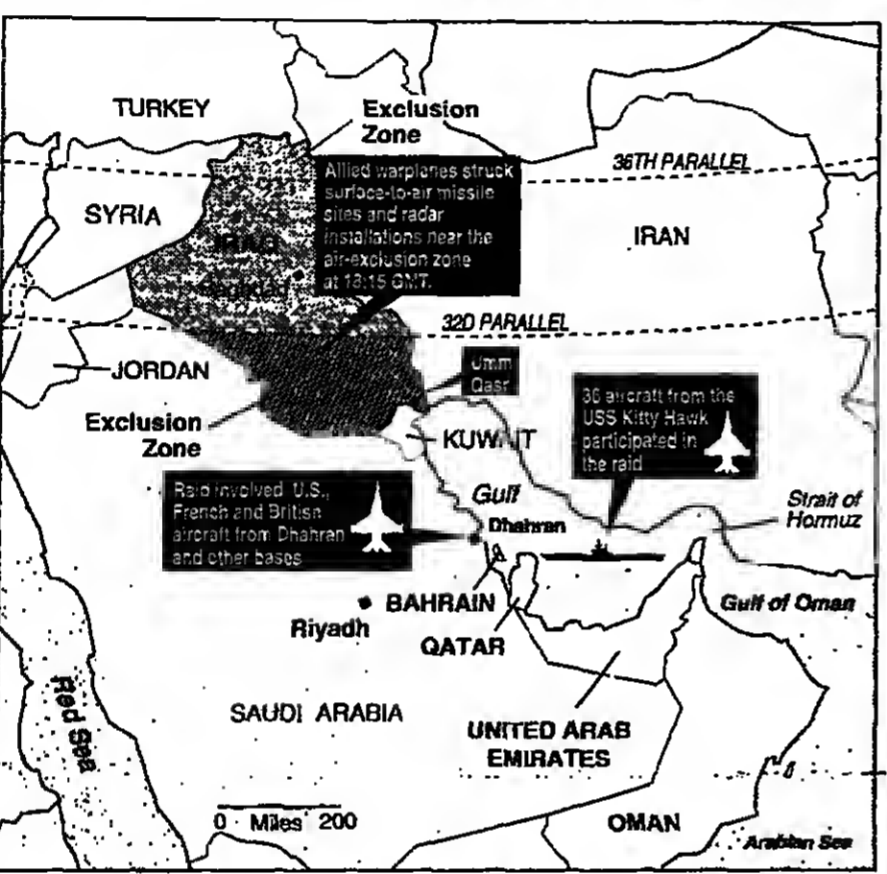 TURKEY
Exclusion
Zone
36TH PARALLEL
Allied warplanes struck
surface-to-air missile
sites and radar
installations near the
air-exclusion zone
at 18:15 GMT.
SYRIA
IRAQ
IRAN
Baghdad
32D PARALLEL
JORDAN
Umm
Qasr
36 aircraft from the
USS Kitty Hawk
participated in
the raid
Exclusion
Zone
KUWAIT
Raid involved U.S.,
French and British
aircraft from Dhahran
and other bases
Gulf
Dhahran
Strait of
Hormuz
BAHRAIN
Gulf of Oman
Riyadh
QATAR
Red Sea
SAUDI ARABIA
UNITED ARAB
EMIRATES
0 Miles 200
OMAN
Arabian Sea